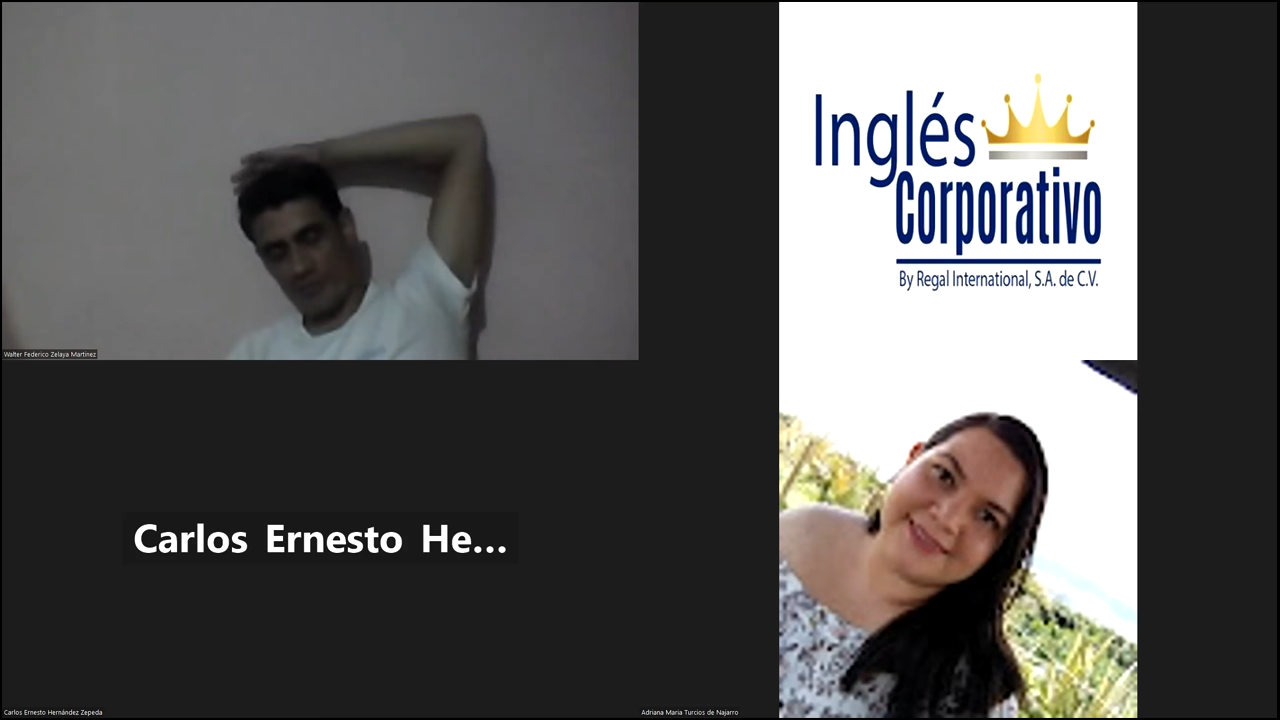 Inglés
Corporativo
By Regal International, S.A. de C.V.
Walter Federico Zelaya Martinez
Carlos Ernesto He...
Carlos Ernesto Hernández Zepeda
Adriana Maria Turcios de Najarro